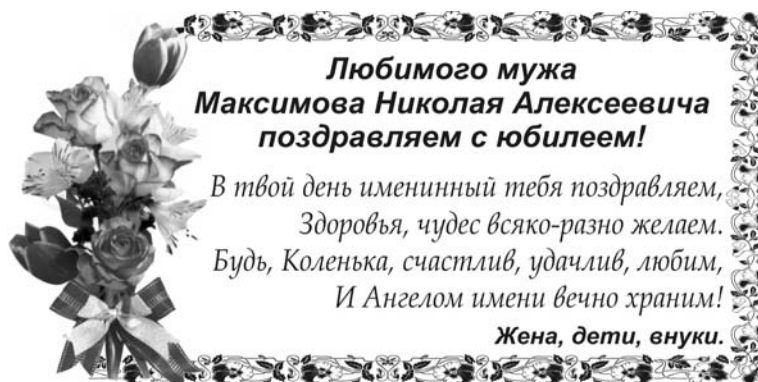 Любимого мужа
Максимова Николая Алексеевича
поздравляем с юбилеем!
В твой день именинный тебя поздравляем,
Здоровья, чудес всяко-разно желаем.
Будь, Коленька, счастлив, удачлив, любим,
И Ангелом имени вечно храним!
Жена, дети, внуки.